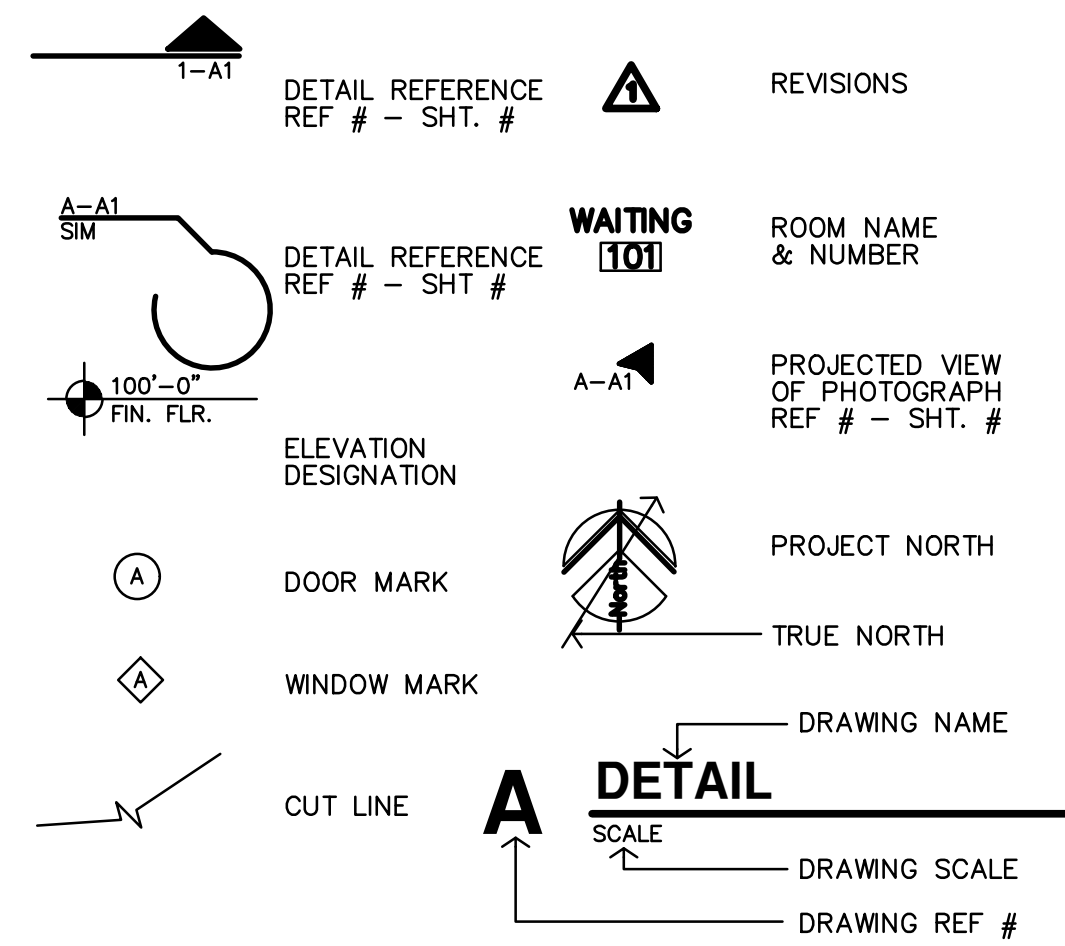 1-A1
DETAIL REFERENCE
REF # - SHT. #
A-A1
SIM
DETAIL REFERENCE
REF # - SHT #
100'-0"
FIN. FLR.
ELEVATION
DESIGNATION
A
DOOR MARK
A
WINDOW MARK
CUT LINE
1
REVISIONS
WAITING
101
ROOM NAME
& NUMBER
A-A1
PROJECTED VIEW
OF PHOTOGRAPH
REF # - SHT. #
North
PROJECT NORTH
TRUE NORTH
DRAWING NAME
A
DETAIL
SCALE
DRAWING SCALE
DRAWING REF #